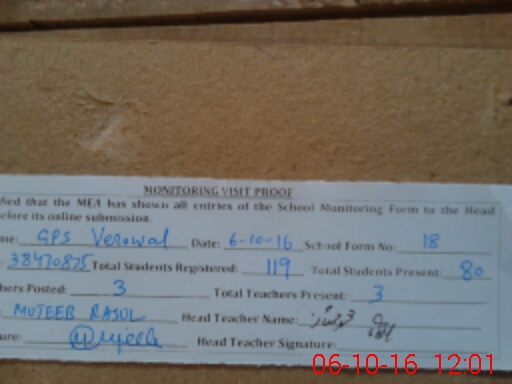 MONITORING VISIT PROOF
fied that the MEA has shown all entries of the School Monitoring Form to the Head
efore its online submission.
me: GPS Verowal Date: 6-10-16 School Form No: 18
: 38470875 Total Students Registered: 119 Total Students Present: 80
hers Posted: 3 Total Teachers Present: 3
: MUTEEB RASUL Head Teacher Name:
ure: Head Teacher Signature:
06-10-16 12:01